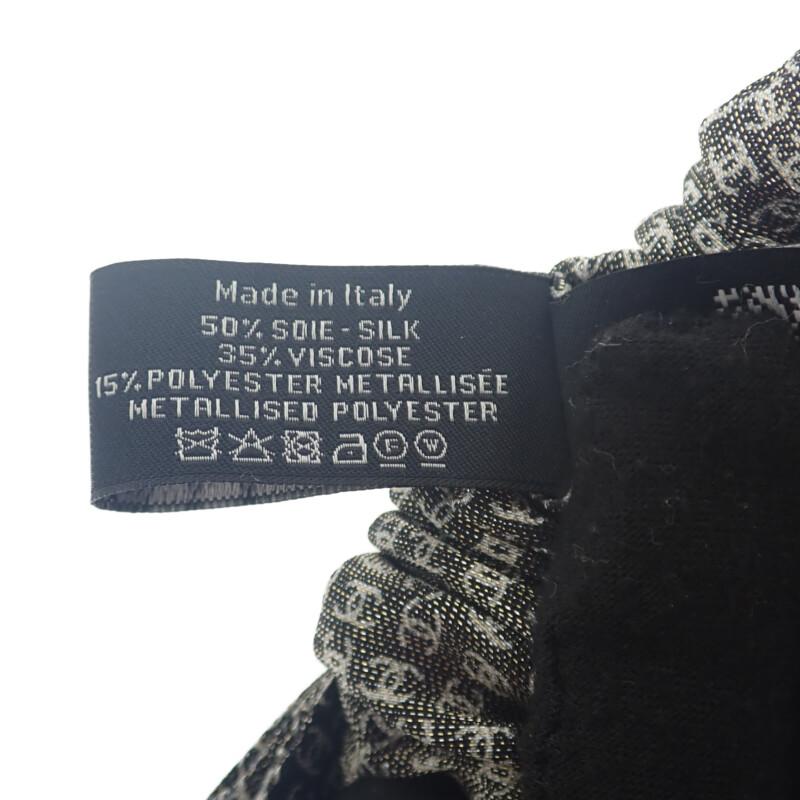 Made in Italy
50% SOIE - SILK
35% VISCOSE
15% POLYESTER METALLISÉE
METALLISED POLYESTER
F W